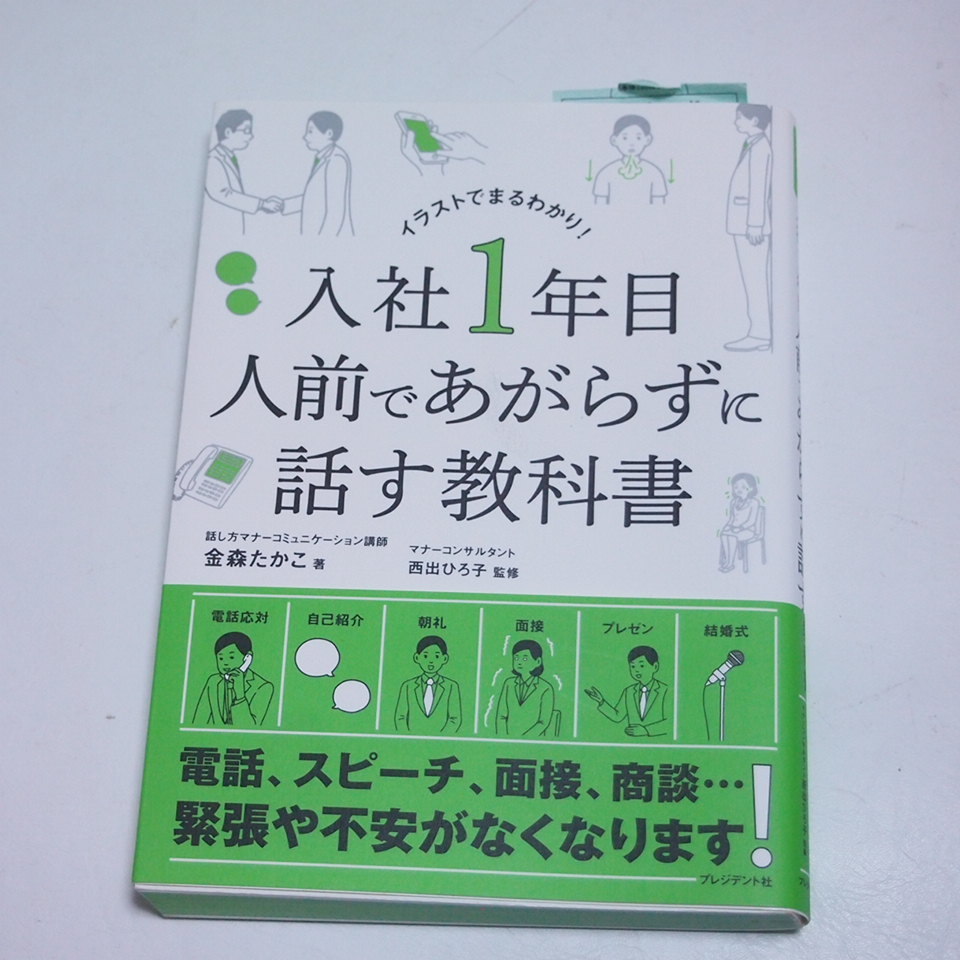 イラストでまるわかり!
入社1年目
人前であがらずに
話す教科書
話し方マナーコミュニケーション講師
金森たかこ 著
マナーコンサルタント
西出ひろ子 監修
電話応対
自己紹介
朝礼
面接
プレゼン
結婚式
電話、スピーチ、面接、商談…
緊張や不安がなくなります!
プレジデント社